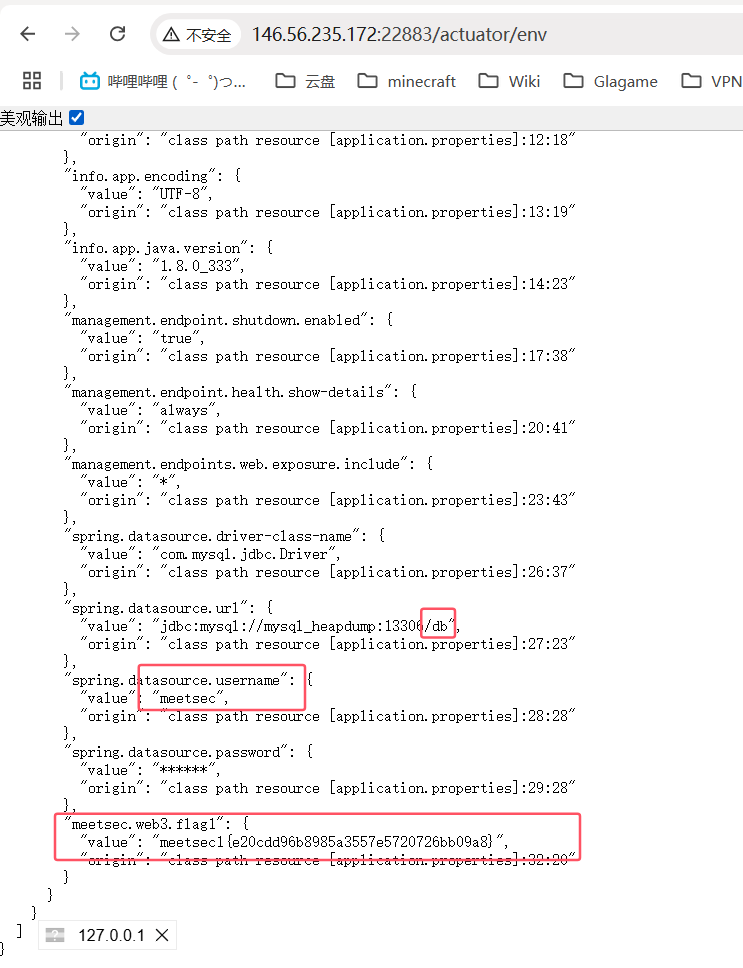 不安全 146.56.235.172:22883/actuator/env
哔哩哔哩 ( ゜- ゜)つ... 云盘 minecraft Wiki Glagame VPN
美观输出
"origin": "class path resource [application.properties]:12:18"
},
"info.app.encoding": {
"value": "UTF-8",
"origin": "class path resource [application.properties]:13:19"
},
"info.app.java.version": {
"value": "1.8.0_333",
"origin": "class path resource [application.properties]:14:23"
},
"management.endpoint.shutdown.enabled": {
"value": "true",
"origin": "class path resource [application.properties]:17:38"
},
"management.endpoint.health.show-details": {
"value": "always",
"origin": "class path resource [application.properties]:20:41"
},
"management.endpoints.web.exposure.include": {
"value": "*",
"origin": "class path resource [application.properties]:23:43"
},
"spring.datasource.driver-class-name": {
"value": "com.mysql.jdbc.Driver",
"origin": "class path resource [application.properties]:26:37"
},
"spring.datasource.url": {
"value": "jdbc:mysql://mysql_heapdump:13306/db",
"origin": "class path resource [application.properties]:27:23"
},
"spring.datasource.username": {
"value": "meetsec",
"origin": "class path resource [application.properties]:28:28"
},
"spring.datasource.password": {
"value": "******",
"origin": "class path resource [application.properties]:29:28"
},
"meetsec.web3.flag1": {
"value": "meetsec1{e20cdd96b8985a3557e5720726bb09a8}",
"origin": "class path resource [application.properties]:32:20"
}
}
}
]
127.0.0.1
}